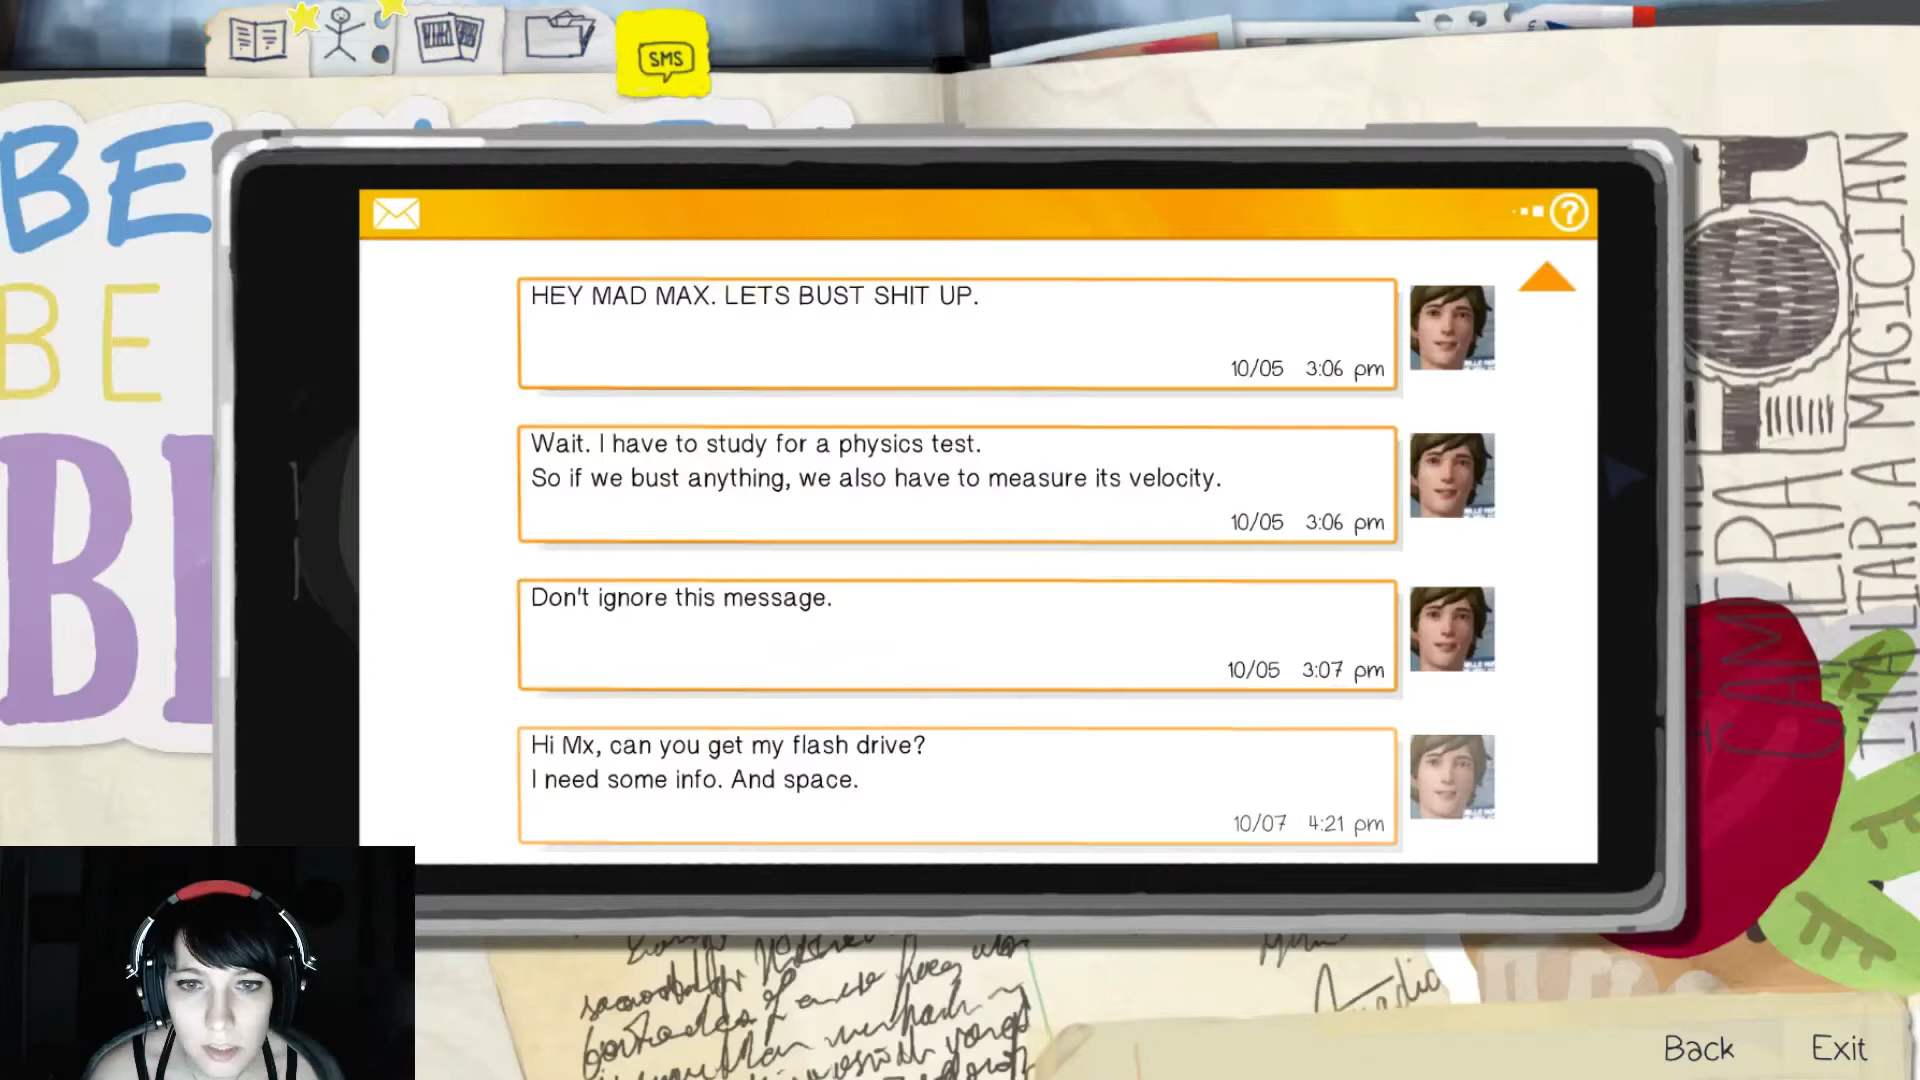 SMS
BE
BE
HEY MAD MAX. LETS BUST SHIT UP.
10/05 3:06 pm
Wait. I have to study for a physics test.
So if we bust anything, we also have to measure its velocity.
10/05 3:06 pm
Don't ignore this message.
10/05 3:07 pm
Hi Mx, can you get my flash drive?
I need some info. And space.
10/07 4:21 pm
CAMERA
I'M A LIAR, A MAGICIAN
Back
Exit